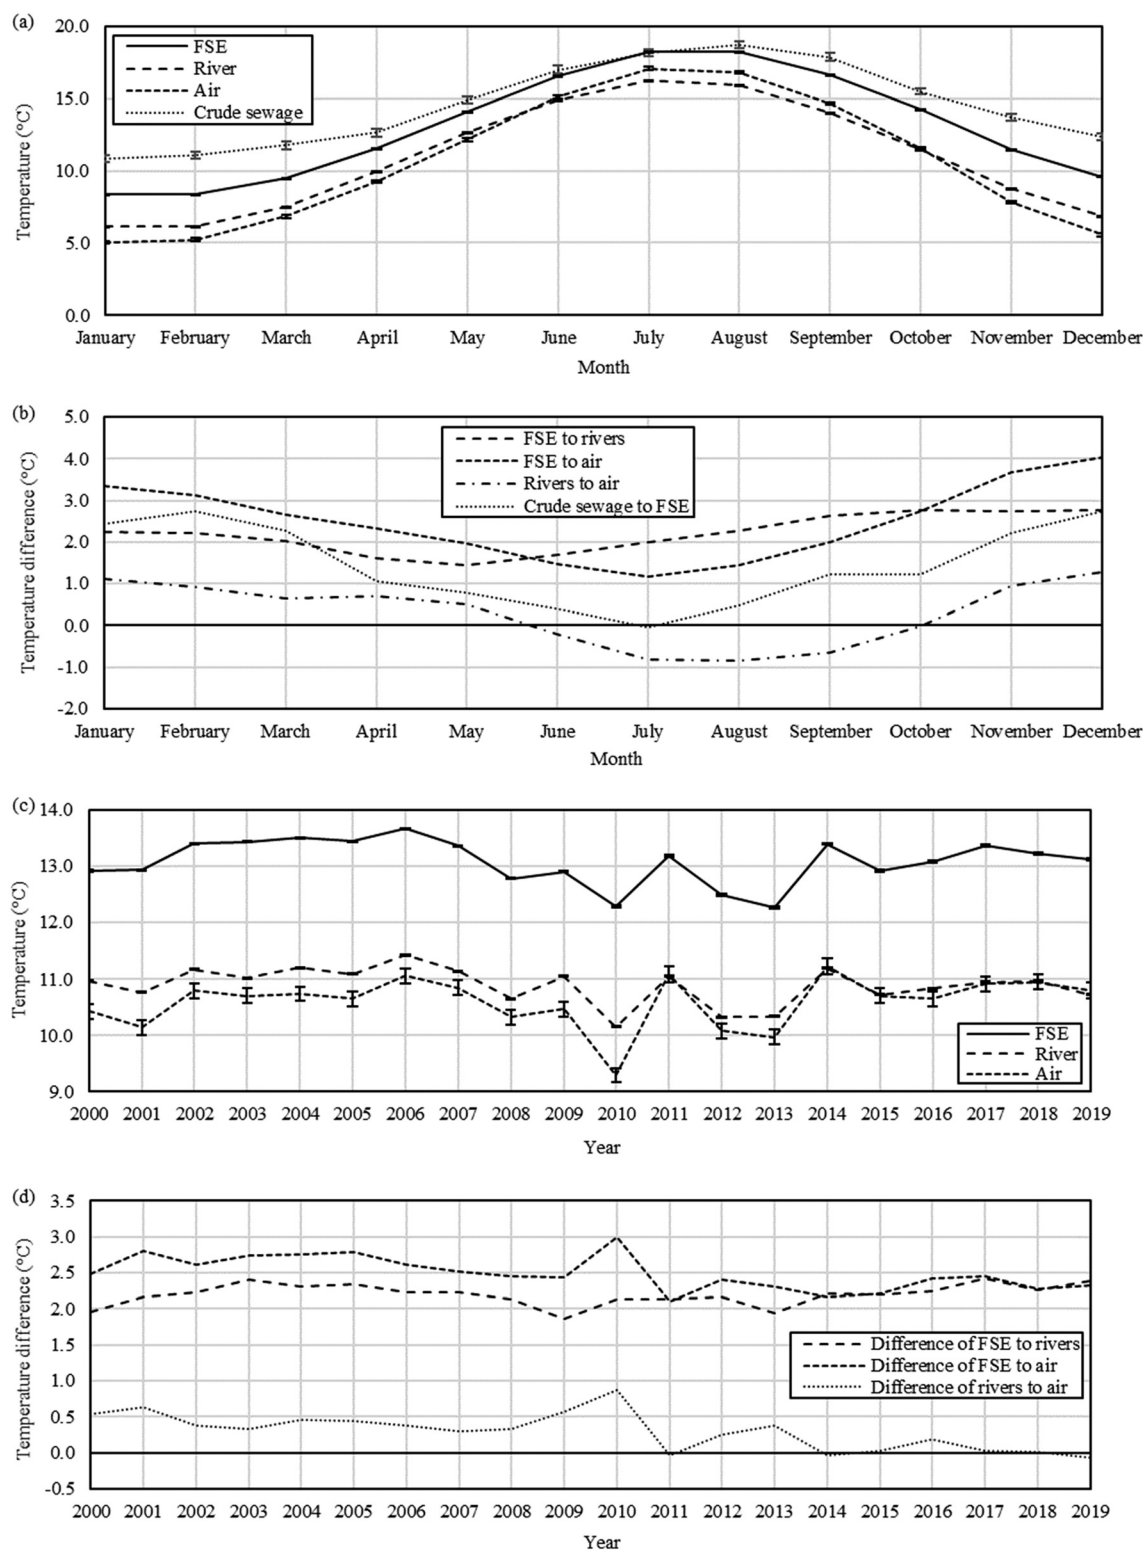 (a)
20.0
15.0
10.0
5.0
0.0
Temperature (°C)
FSE
River
Air
Crude sewage
January February March April May June July August September October November December
Month
(b)
5.0
4.0
3.0
2.0
1.0
0.0
-1.0
-2.0
Temperature difference (°C)
FSE to rivers
FSE to air
Rivers to air
Crude sewage to FSE
January February March April May June July August September October November December
Month
(c)
14.0
13.0
12.0
11.0
10.0
9.0
Temperature (°C)
FSE
River
Air
2000 2001 2002 2003 2004 2005 2006 2007 2008 2009 2010 2011 2012 2013 2014 2015 2016 2017 2018 2019
Year
(d)
3.5
3.0
2.5
2.0
1.5
1.0
0.5
0.0
-0.5
Temperature difference (°C)
Difference of FSE to rivers
Difference of FSE to air
Difference of rivers to air
2000 2001 2002 2003 2004 2005 2006 2007 2008 2009 2010 2011 2012 2013 2014 2015 2016 2017 2018 2019
Year